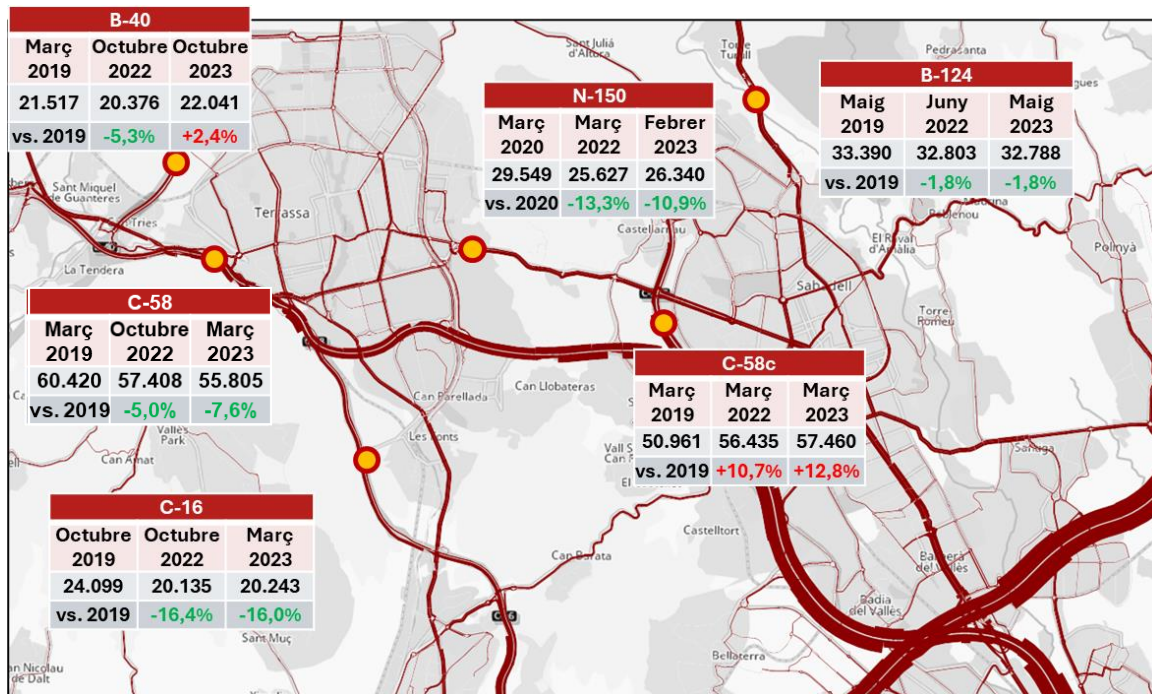 B-40
Març 2019 Octubre 2022 Octubre 2023
21.517 20.376 22.041
vs. 2019 -5,3% +2,4%
N-150
Març 2020 Març 2022 Febrer 2023
29.549 25.627 26.340
vs. 2020 -13,3% -10,9%
B-124
Maig 2019 Juny 2022 Maig 2023
33.390 32.803 32.788
vs. 2019 -1,8% -1,8%
C-58
Març 2019 Octubre 2022 Març 2023
60.420 57.408 55.805
vs. 2019 -5,0% -7,6%
C-58c
Març 2019 Març 2022 Març 2023
50.961 56.435 57.460
vs. 2019 +10,7% +12,8%
C-16
Octubre 2019 Octubre 2022 Març 2023
24.099 20.135 20.243
vs. 2019 -16,4% -16,0%
Sant Julià
d'Altura
Torre
Turull
Pedrasanta
Sant Miquel
de Guanteres
Can Tries
Terrassa
La Tendera
Castellarnau
Sabadell
El Raval
d'Amàlia
Poblenou
Polinyà
Torre
Romeu
Can Llobateras
Can Parellada
Les Fonts
Vallès
Park
Can Amat
Castelltort
Can Barata
Barberà
del Vallès
Badia
del Vallès
Bellaterra
Sant Muç
an Nicolau
de Dalt